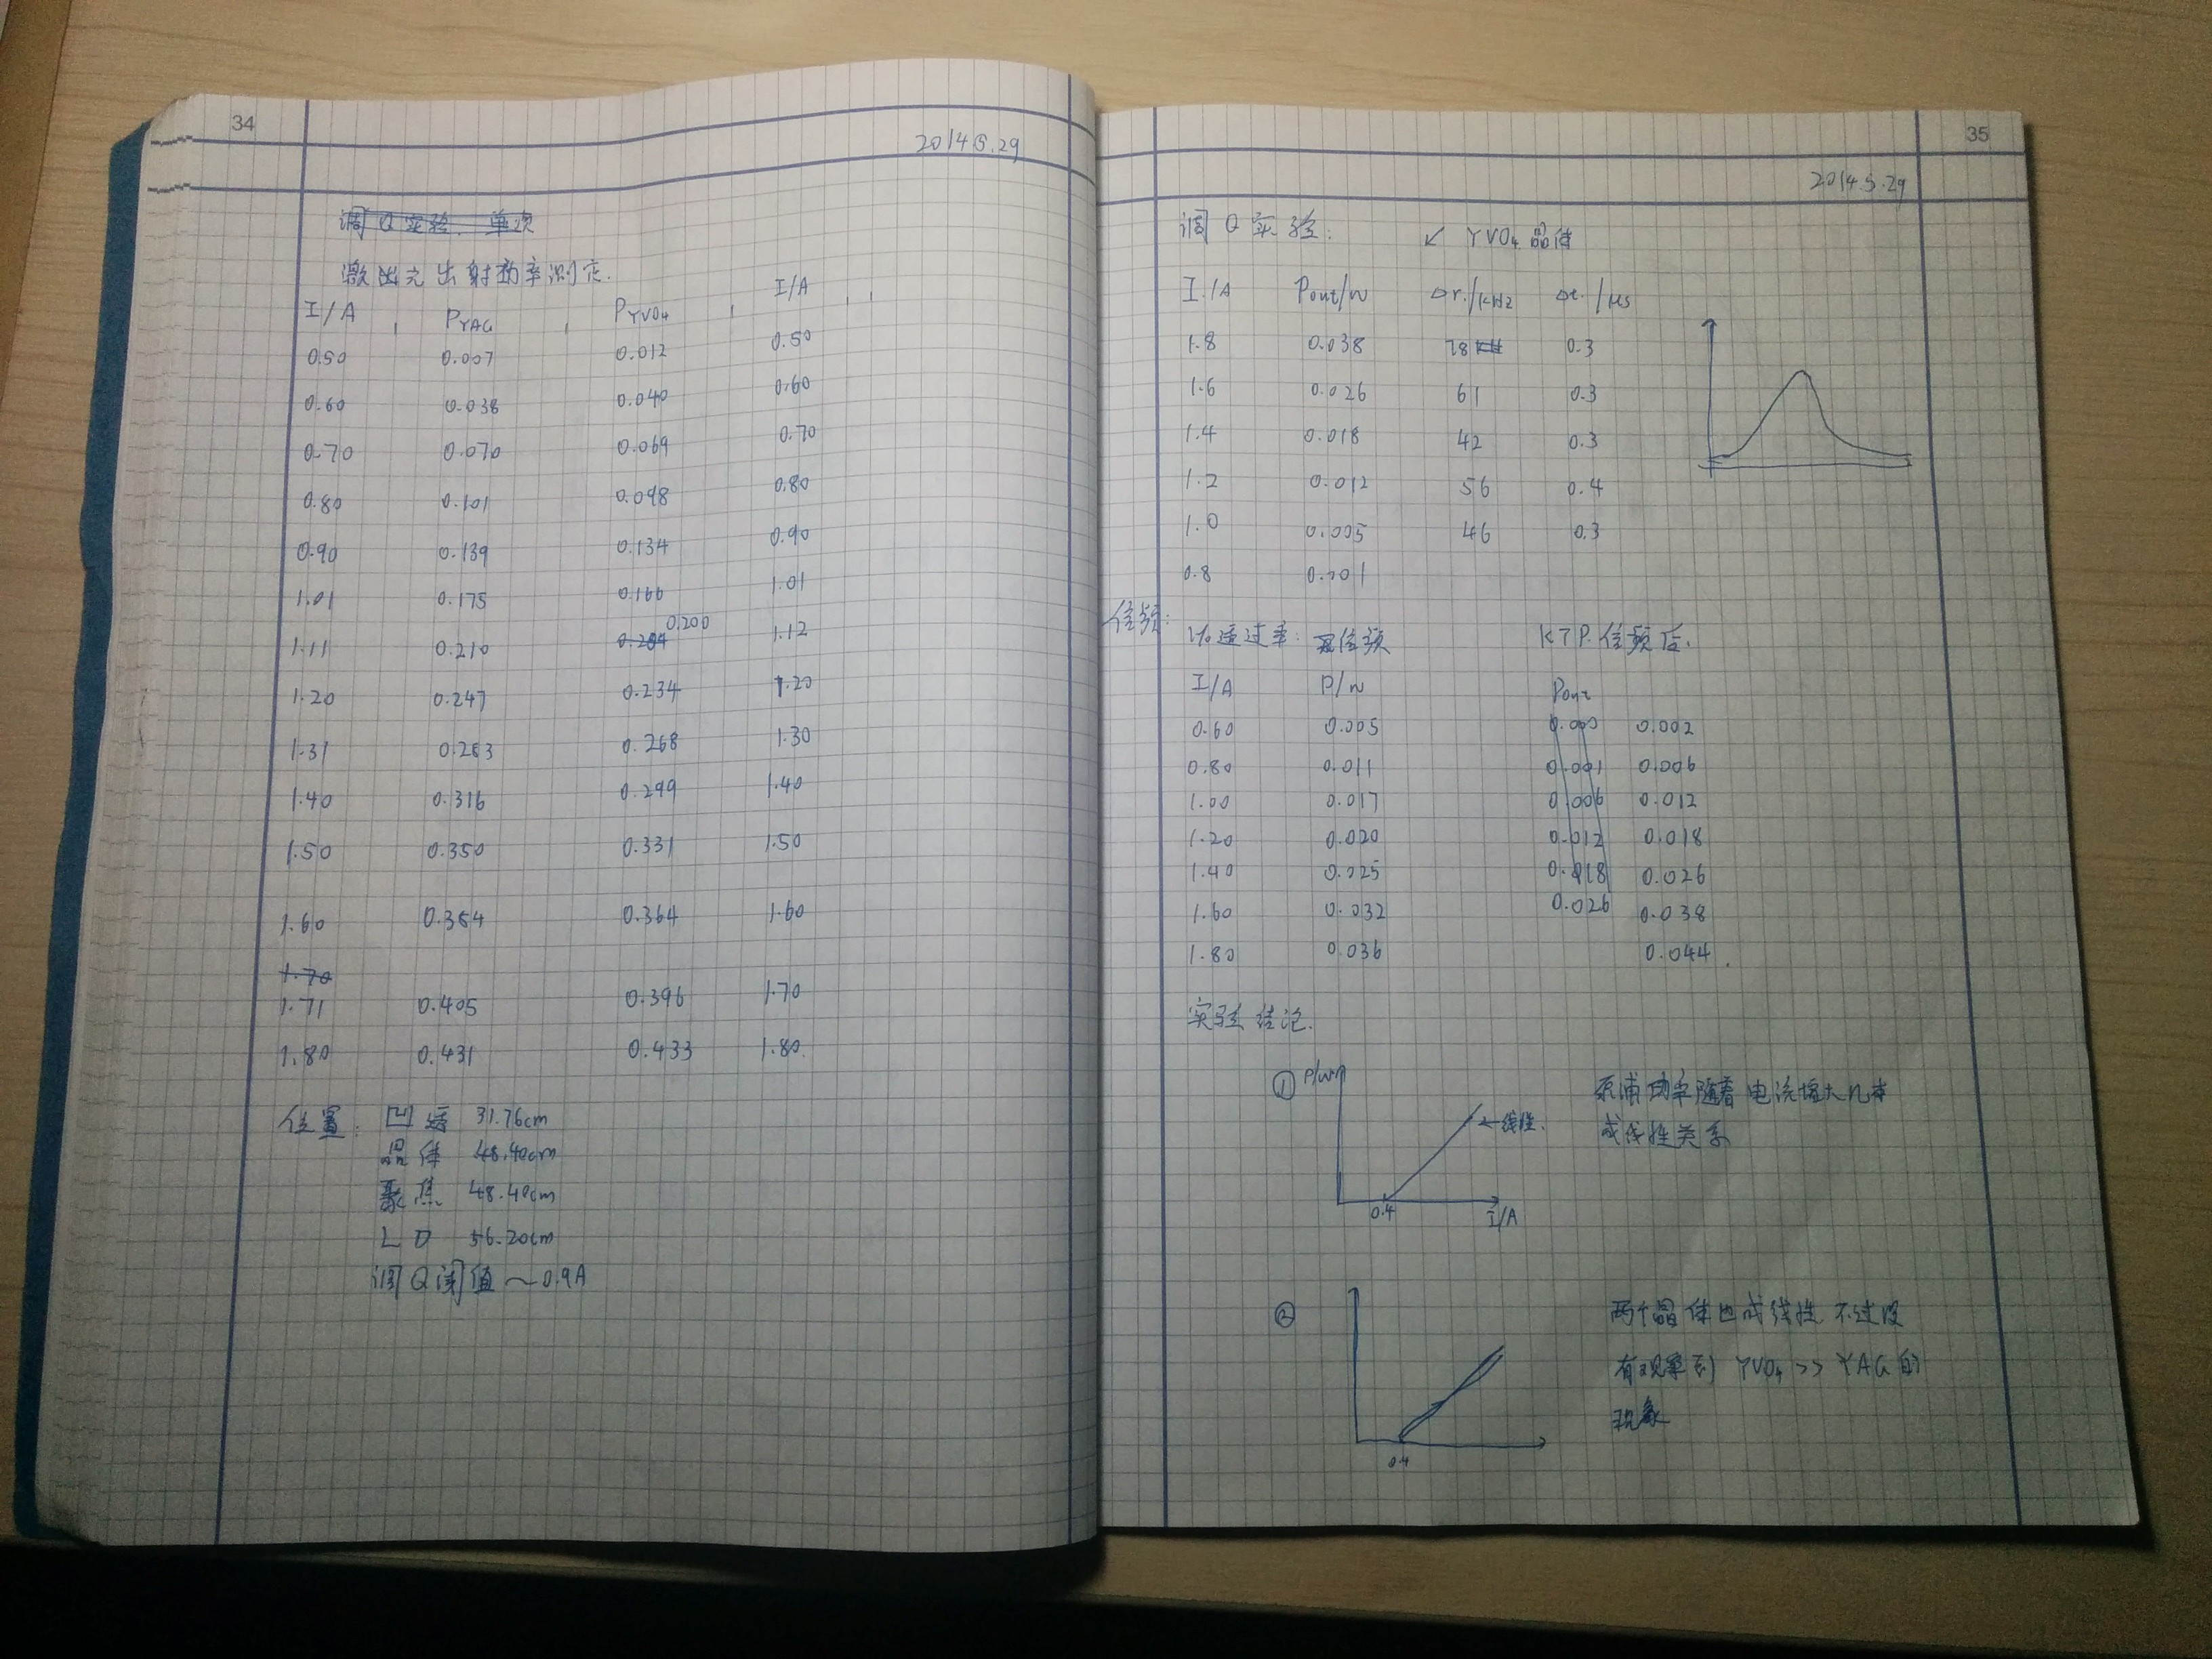 34
2014.5.29
调Q实验. 单次
激出光出射功率测定.
I/A P_YAG P_YVO₄ I/A
0.50 0.007 0.012 0.50
0.60 0.038 0.040 0.60
0.70 0.070 0.069 0.70
0.80 0.101 0.098 0.80
0.90 0.139 0.134 0.90
1.01 0.175 0.166 1.01
1.11 0.210 0.204 0.200 1.12
1.20 0.247 0.234 1.20
1.31 0.283 0.268 1.30
1.40 0.316 0.299 1.40
1.50 0.350 0.331 1.50
1.60 0.384 0.364 1.60
1.70
1.71 0.405 0.396 1.70
1.80 0.431 0.433 1.80.
位置: 凹透 31.76cm
晶体 48.40cm
聚焦 48.40cm
LD 56.20cm
调Q阈值~0.9A
35
2014.5.29
调Q实验: ↙ YVO₄晶体
I/A Pout/w Δr./kHz Δt./μs
1.8 0.038 78 0.3
1.6 0.026 61 0.3
1.4 0.018 42 0.3
1.2 0.012 56 0.4
1.0 0.005 46 0.3
0.8 0.001
倍频:
1%透过率: 倍频 KTP.倍频后.
I/A P/w Pout
0.60 0.005 0.000 0.002
0.80 0.011 0.001 0.006
1.00 0.017 0.006 0.012
1.20 0.020 0.012 0.018
1.40 0.025 0.018 0.026
1.60 0.032 0.026 0.038
1.80 0.036 0.044.
实验结论.
① P/w ←线性. 泵浦功率随着电流增大几乎
成线性关系
0.4 I/A
② 两个晶体也成线性 不过没
有观察到 YVO₄ >> YAG 的
现象
0.4